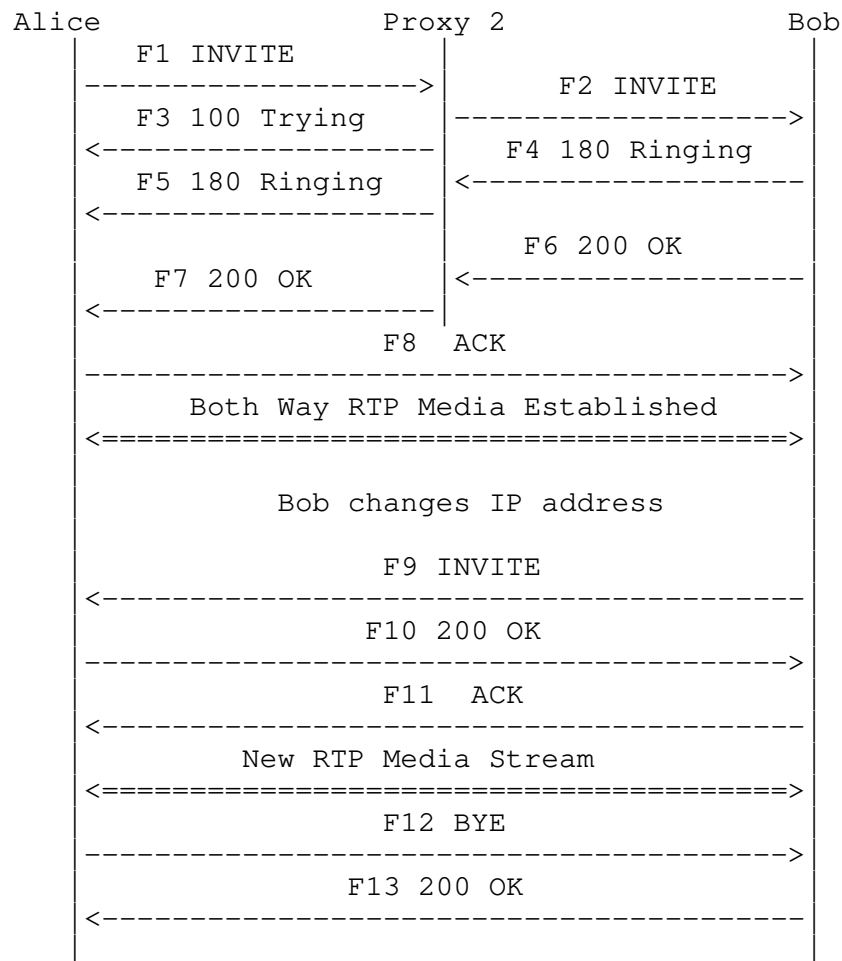 Alice Proxy 2 Bob
F1 INVITE
F2 INVITE
F3 100 Trying
F4 180 Ringing
F5 180 Ringing
F6 200 OK
F7 200 OK
F8 ACK
Both Way RTP Media Established
Bob changes IP address
F9 INVITE
F10 200 OK
F11 ACK
New RTP Media Stream
F12 BYE
F13 200 OK